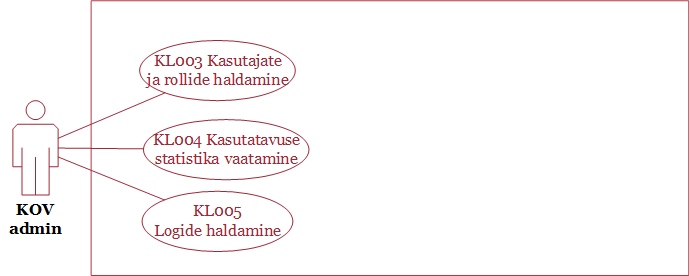 KL003 Kasutajate
ja rollide haldamine
KL004 Kasutatavuse
statistika vaatamine
KL005
Logide haldamine
KOV
admin